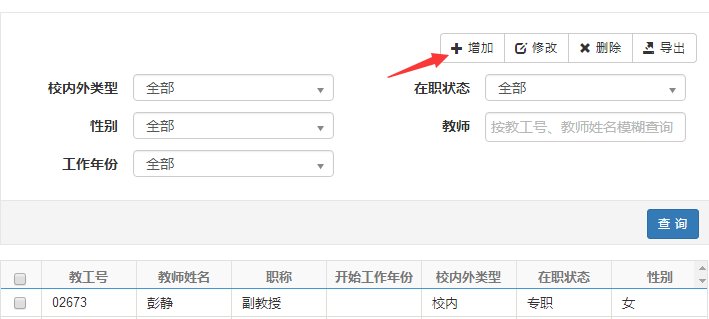 增加 修改 删除 导出
校内外类型 全部 在职状态 全部
性别 全部 教师 按教工号、教师姓名模糊查询
工作年份 全部
查 询
教工号 教师姓名 职称 开始工作年份 校内外类型 在职状态 性别
02673 彭静 副教授 校内 专职 女